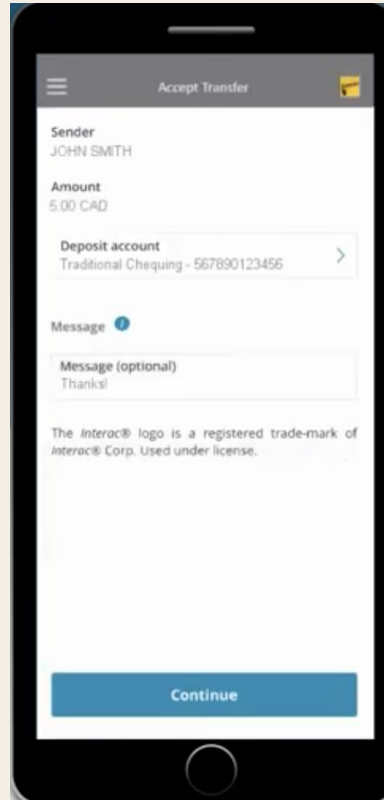 Accept Transfer
Sender
JOHN SMITH
Amount
5.00 CAD
Deposit account
Traditional Chequing - 567890123456
Message
Message (optional)
Thanks!
The Interac® logo is a registered trade-mark of
Interac® Corp. Used under license.
Continue